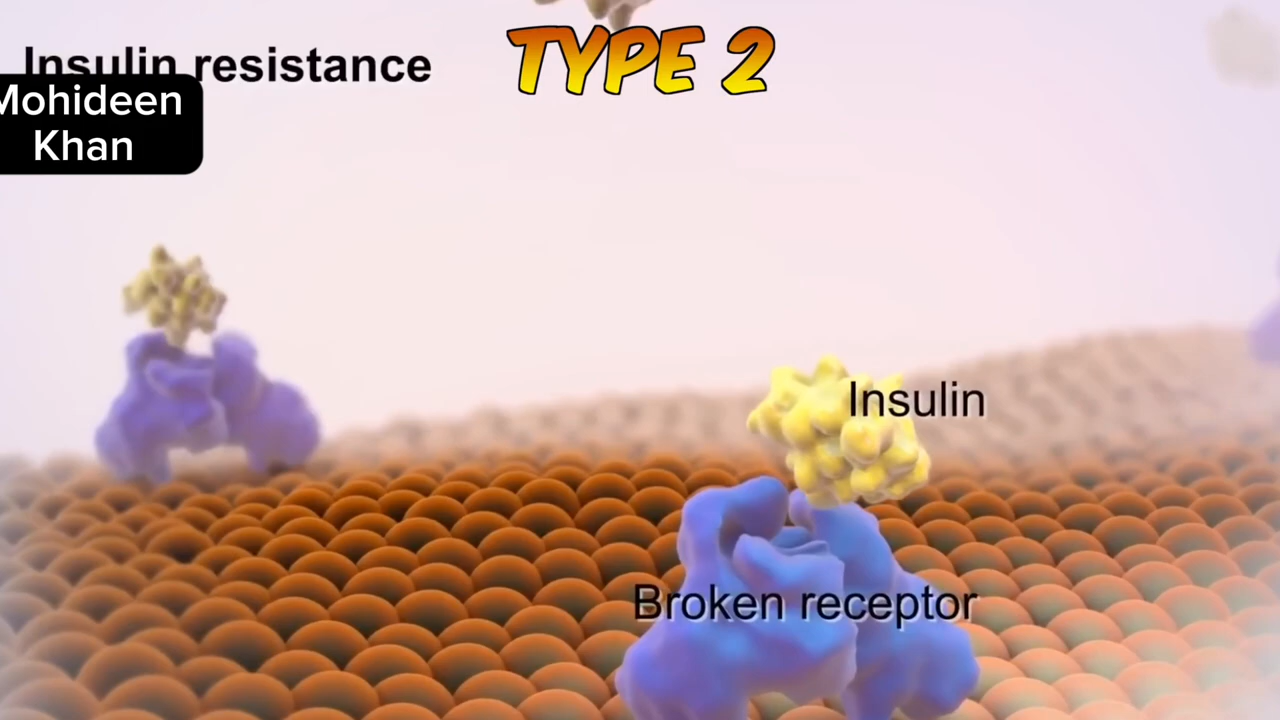 TYPE 2
Insulin resistance
Mohideen
Khan
Insulin
Broken receptor